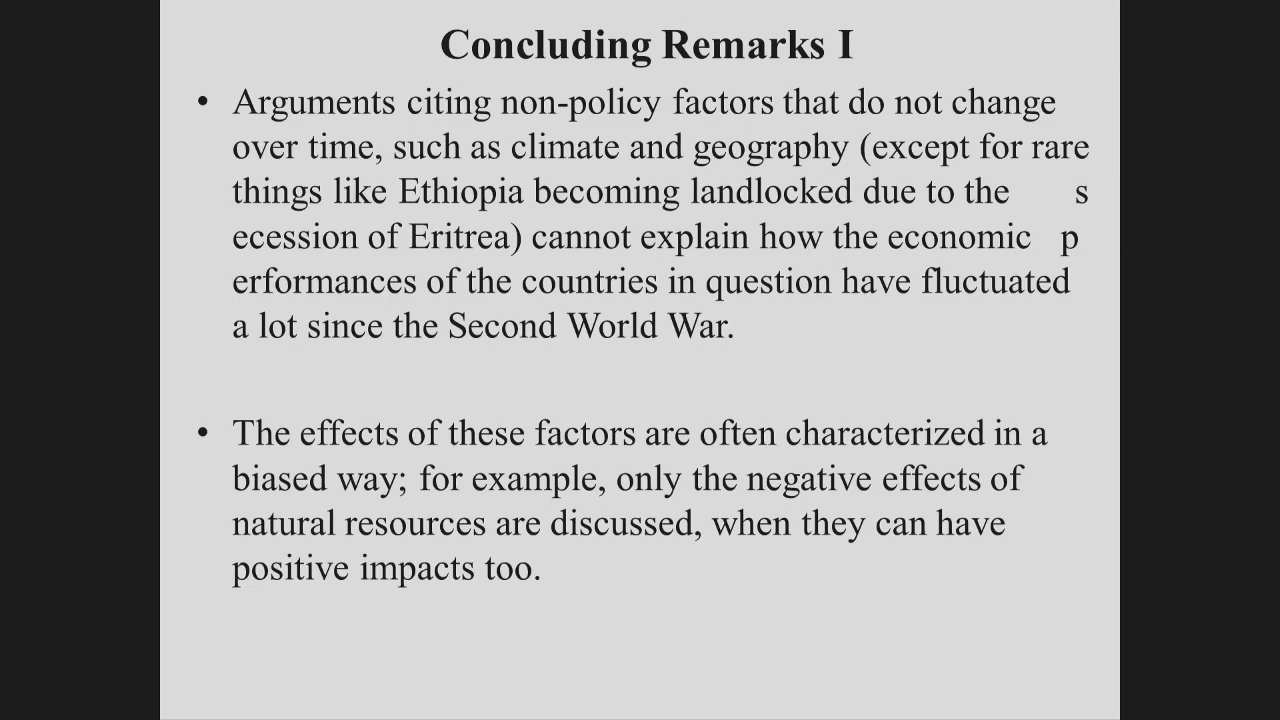 Concluding Remarks I
• Arguments citing non-policy factors that do not change
over time, such as climate and geography (except for rare
things like Ethiopia becoming landlocked due to the s
ecession of Eritrea) cannot explain how the economic p
erformances of the countries in question have fluctuated
a lot since the Second World War.
• The effects of these factors are often characterized in a
biased way; for example, only the negative effects of
natural resources are discussed, when they can have
positive impacts too.